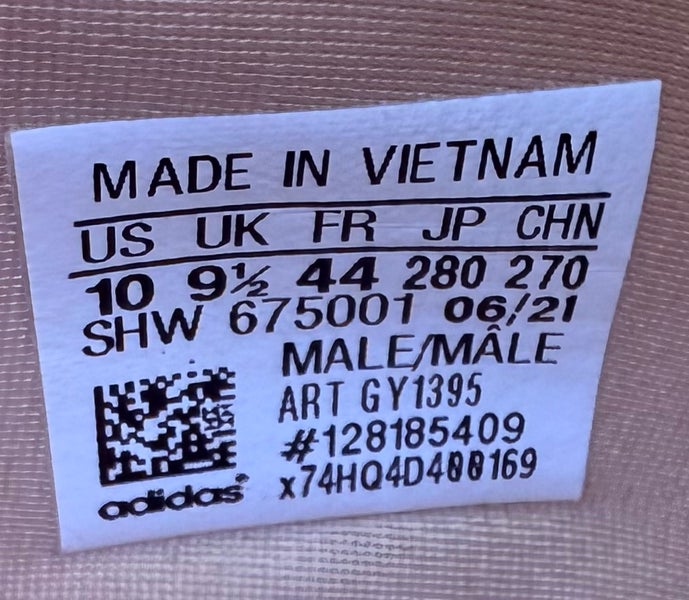 MADE IN VIETNAM
US UK FR JP CHN
10 9½ 44 280 270
SHW 675001 06/21
MALE/MÂLE
ART GY1395
#128185409
x74HQ4D400169
adidas